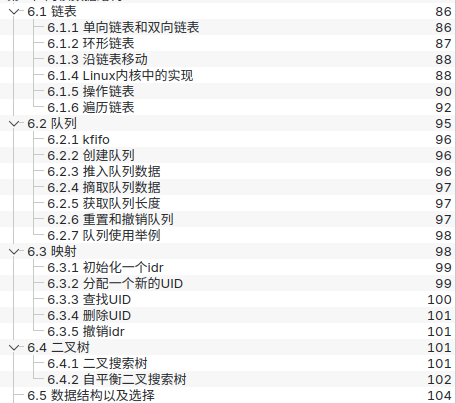 6.1 链表 86
6.1.1 单向链表和双向链表 86
6.1.2 环形链表 87
6.1.3 沿链表移动 88
6.1.4 Linux内核中的实现 88
6.1.5 操作链表 90
6.1.6 遍历链表 92
6.2 队列 95
6.2.1 kfifo 96
6.2.2 创建队列 96
6.2.3 推入队列数据 96
6.2.4 摘取队列数据 97
6.2.5 获取队列长度 97
6.2.6 重置和撤销队列 97
6.2.7 队列使用举例 98
6.3 映射 98
6.3.1 初始化一个idr 99
6.3.2 分配一个新的UID 99
6.3.3 查找UID 100
6.3.4 删除UID 101
6.3.5 撤销idr 101
6.4 二叉树 101
6.4.1 二叉搜索树 101
6.4.2 自平衡二叉搜索树 102
6.5 数据结构以及选择 104